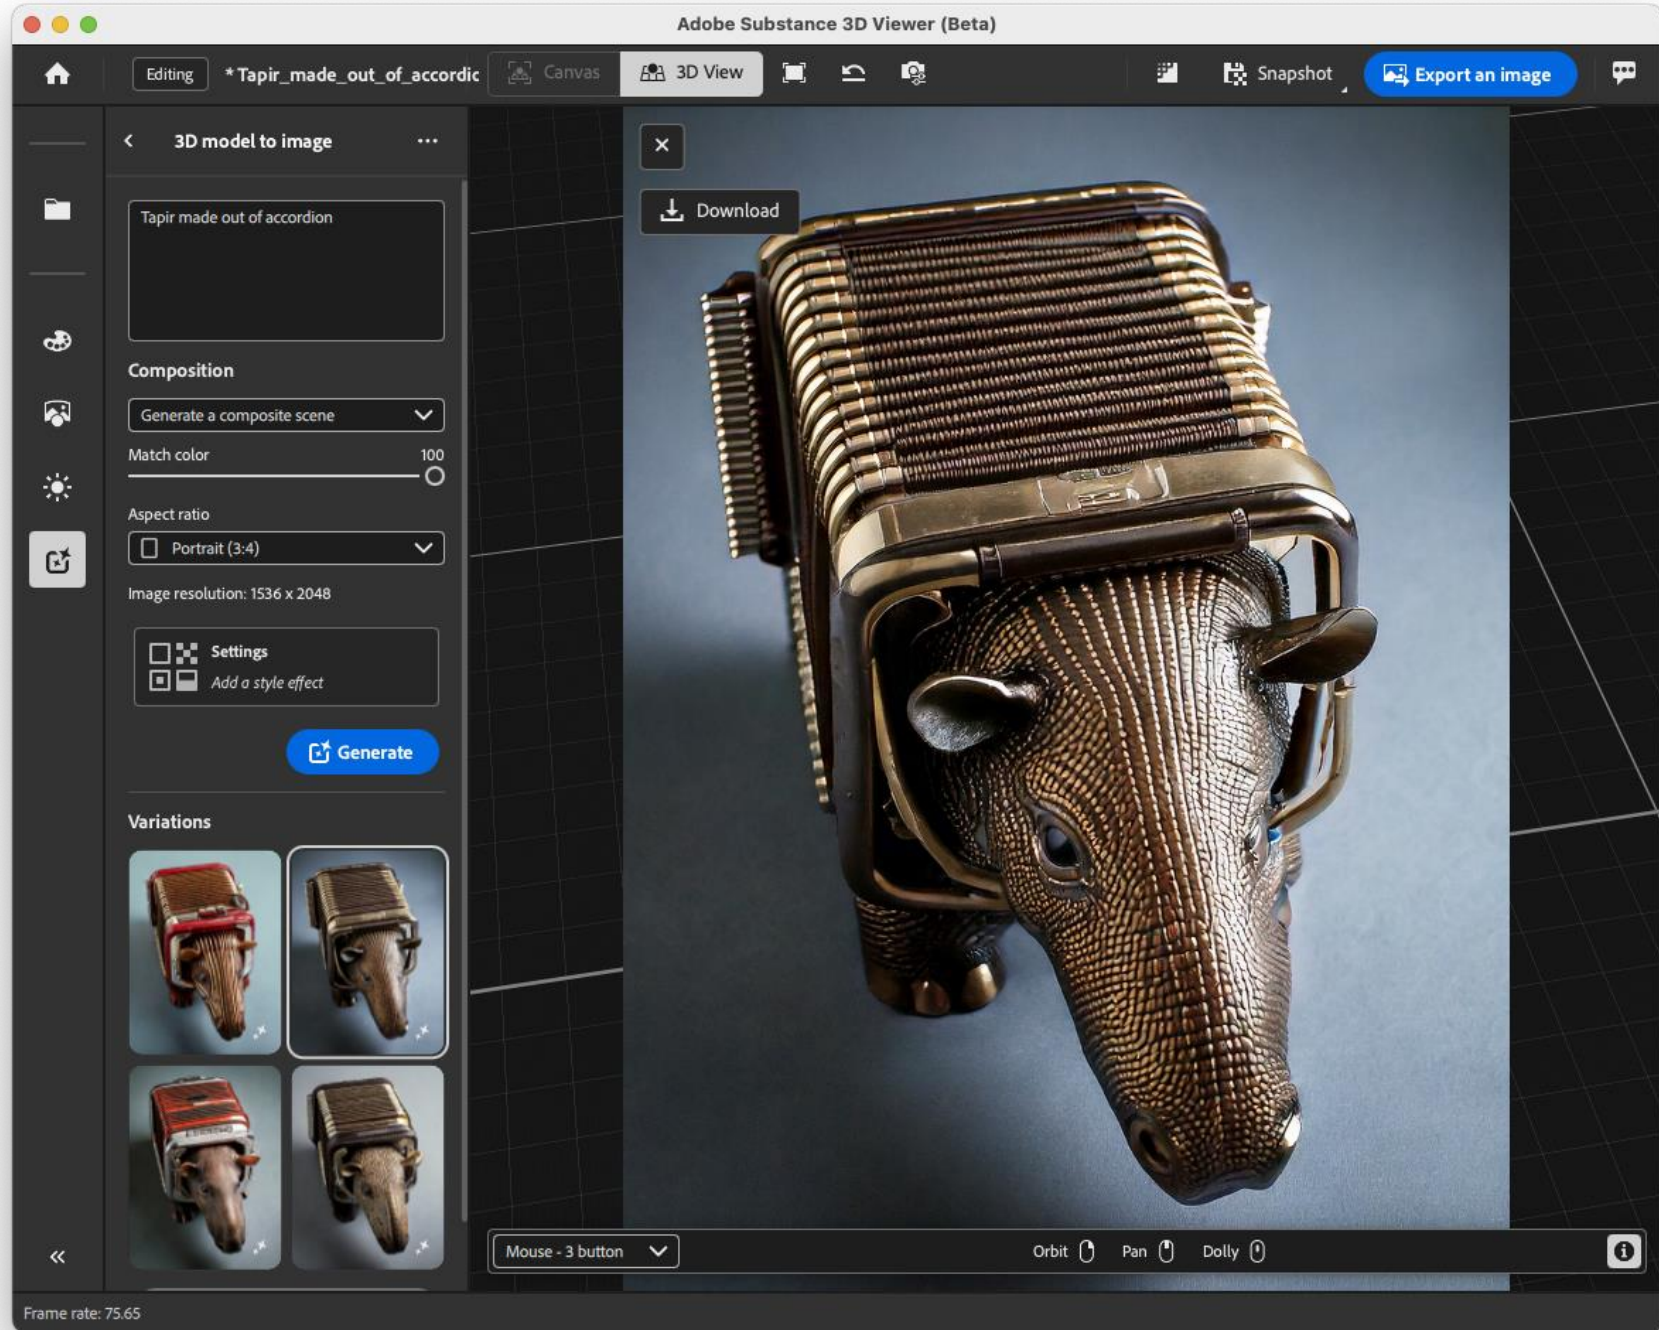 Adobe Substance 3D Viewer (Beta)
Editing
* Tapir_made_out_of_accordic
Canvas
3D View
Snapshot
Export an image
3D model to image
Download
Tapir made out of accordion
Composition
Generate a composite scene
Match color 100
Aspect ratio
Portrait (3:4)
Image resolution: 1536 x 2048
Settings
Add a style effect
Generate
Variations
Mouse - 3 button
Orbit
Pan
Dolly
Frame rate: 75.65